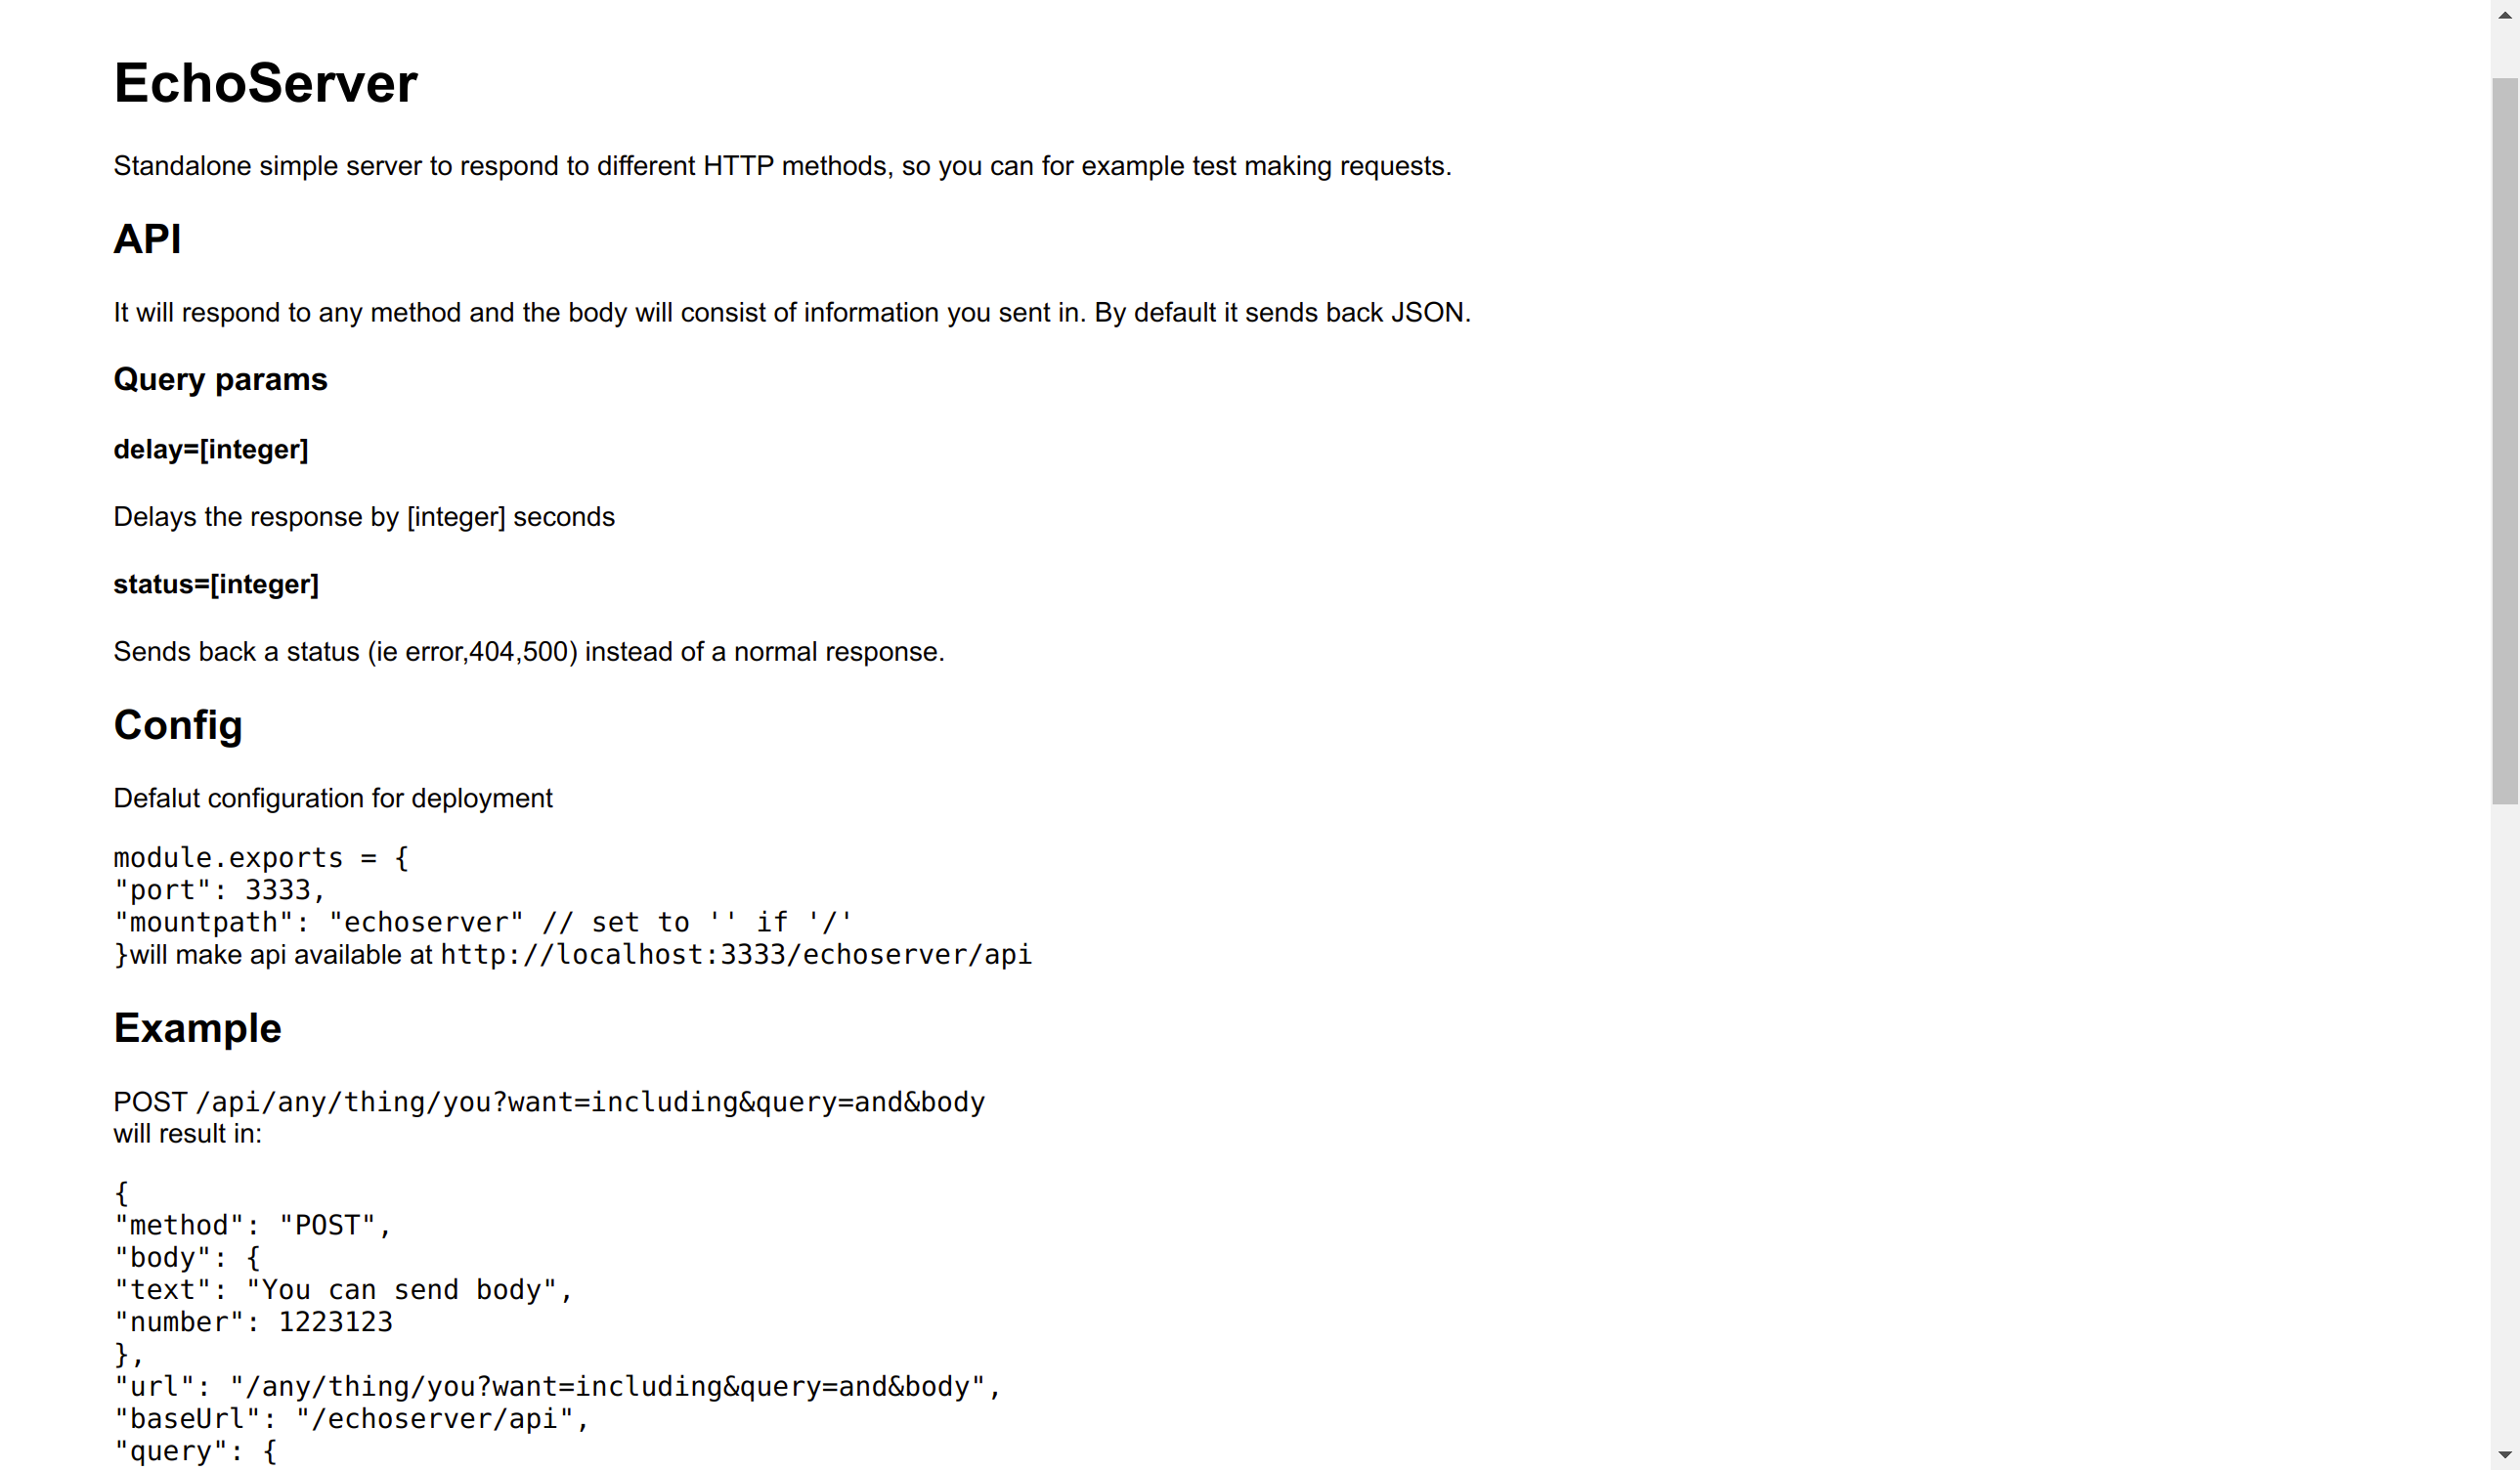 EchoServer
Standalone simple server to respond to different HTTP methods, so you can for example test making requests.
API
It will respond to any method and the body will consist of information you sent in. By default it sends back JSON.
Query params
delay=[integer]
Delays the response by [integer] seconds
status=[integer]
Sends back a status (ie error,404,500) instead of a normal response.
Config
Defalut configuration for deployment
module.exports = {
"port": 3333,
"mountpath": "echoserver" // set to '' if '/'
}will make api available at http://localhost:3333/echoserver/api
Example
POST /api/any/thing/you?want=including&query=and&body
will result in:
{
"method": "POST",
"body": {
"text": "You can send body",
"number": 1223123
},
"url": "/any/thing/you?want=including&query=and&body",
"baseUrl": "/echoserver/api",
"query": {